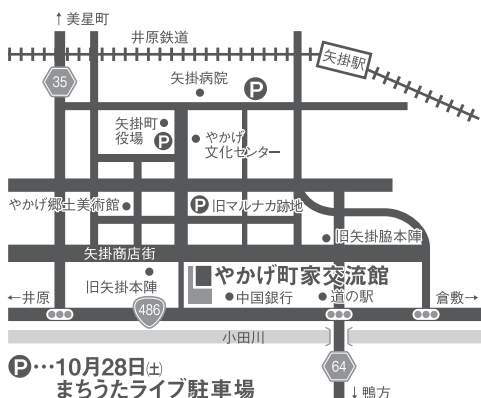 ↑美星町
井原鉄道
矢掛駅
35
矢掛病院
P
矢掛町
役場
P
やかげ
文化センター
やかげ郷土美術館
P 旧マルナカ跡地
旧矢掛脇本陣
矢掛商店街
旧矢掛本陣
やかげ町家交流館
中国銀行
道の駅
←井原
倉敷→
486
小田川
64
↓鴨方
P…10月28日(土)
まちうたライブ駐車場